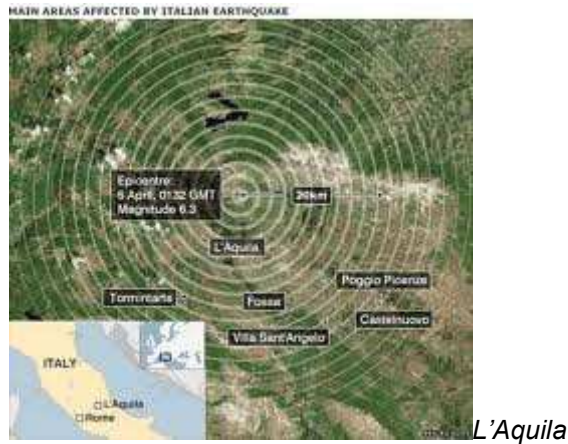 MAIN AREAS AFFECTED BY ITALIAN EARTHQUAKE
Epicentre:
6 April, 0132 GMT
Magnitude 6.3
20km
L'Aquila
Poggio Picenze
Tornimparte
Fossa
Castelnuovo
Villa Sant'Angelo
ITALY
L'Aquila
Rome
L'Aquila